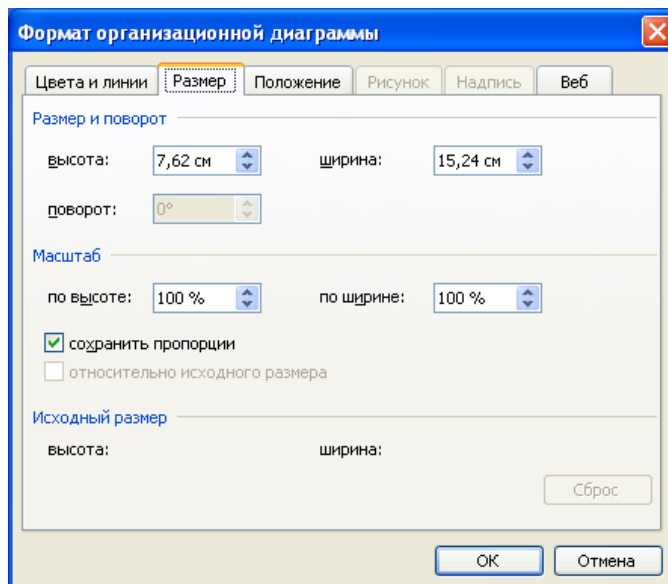 Формат организационной диаграммы
Цвета и линии Размер Положение Рисунок Надпись Веб
Размер и поворот
высота: 7,62 см ширина: 15,24 см
поворот: 0°
Масштаб
по высоте: 100 % по ширине: 100 %
сохранить пропорции
относительно исходного размера
Исходный размер
высота: ширина:
Сброс
ОК Отмена